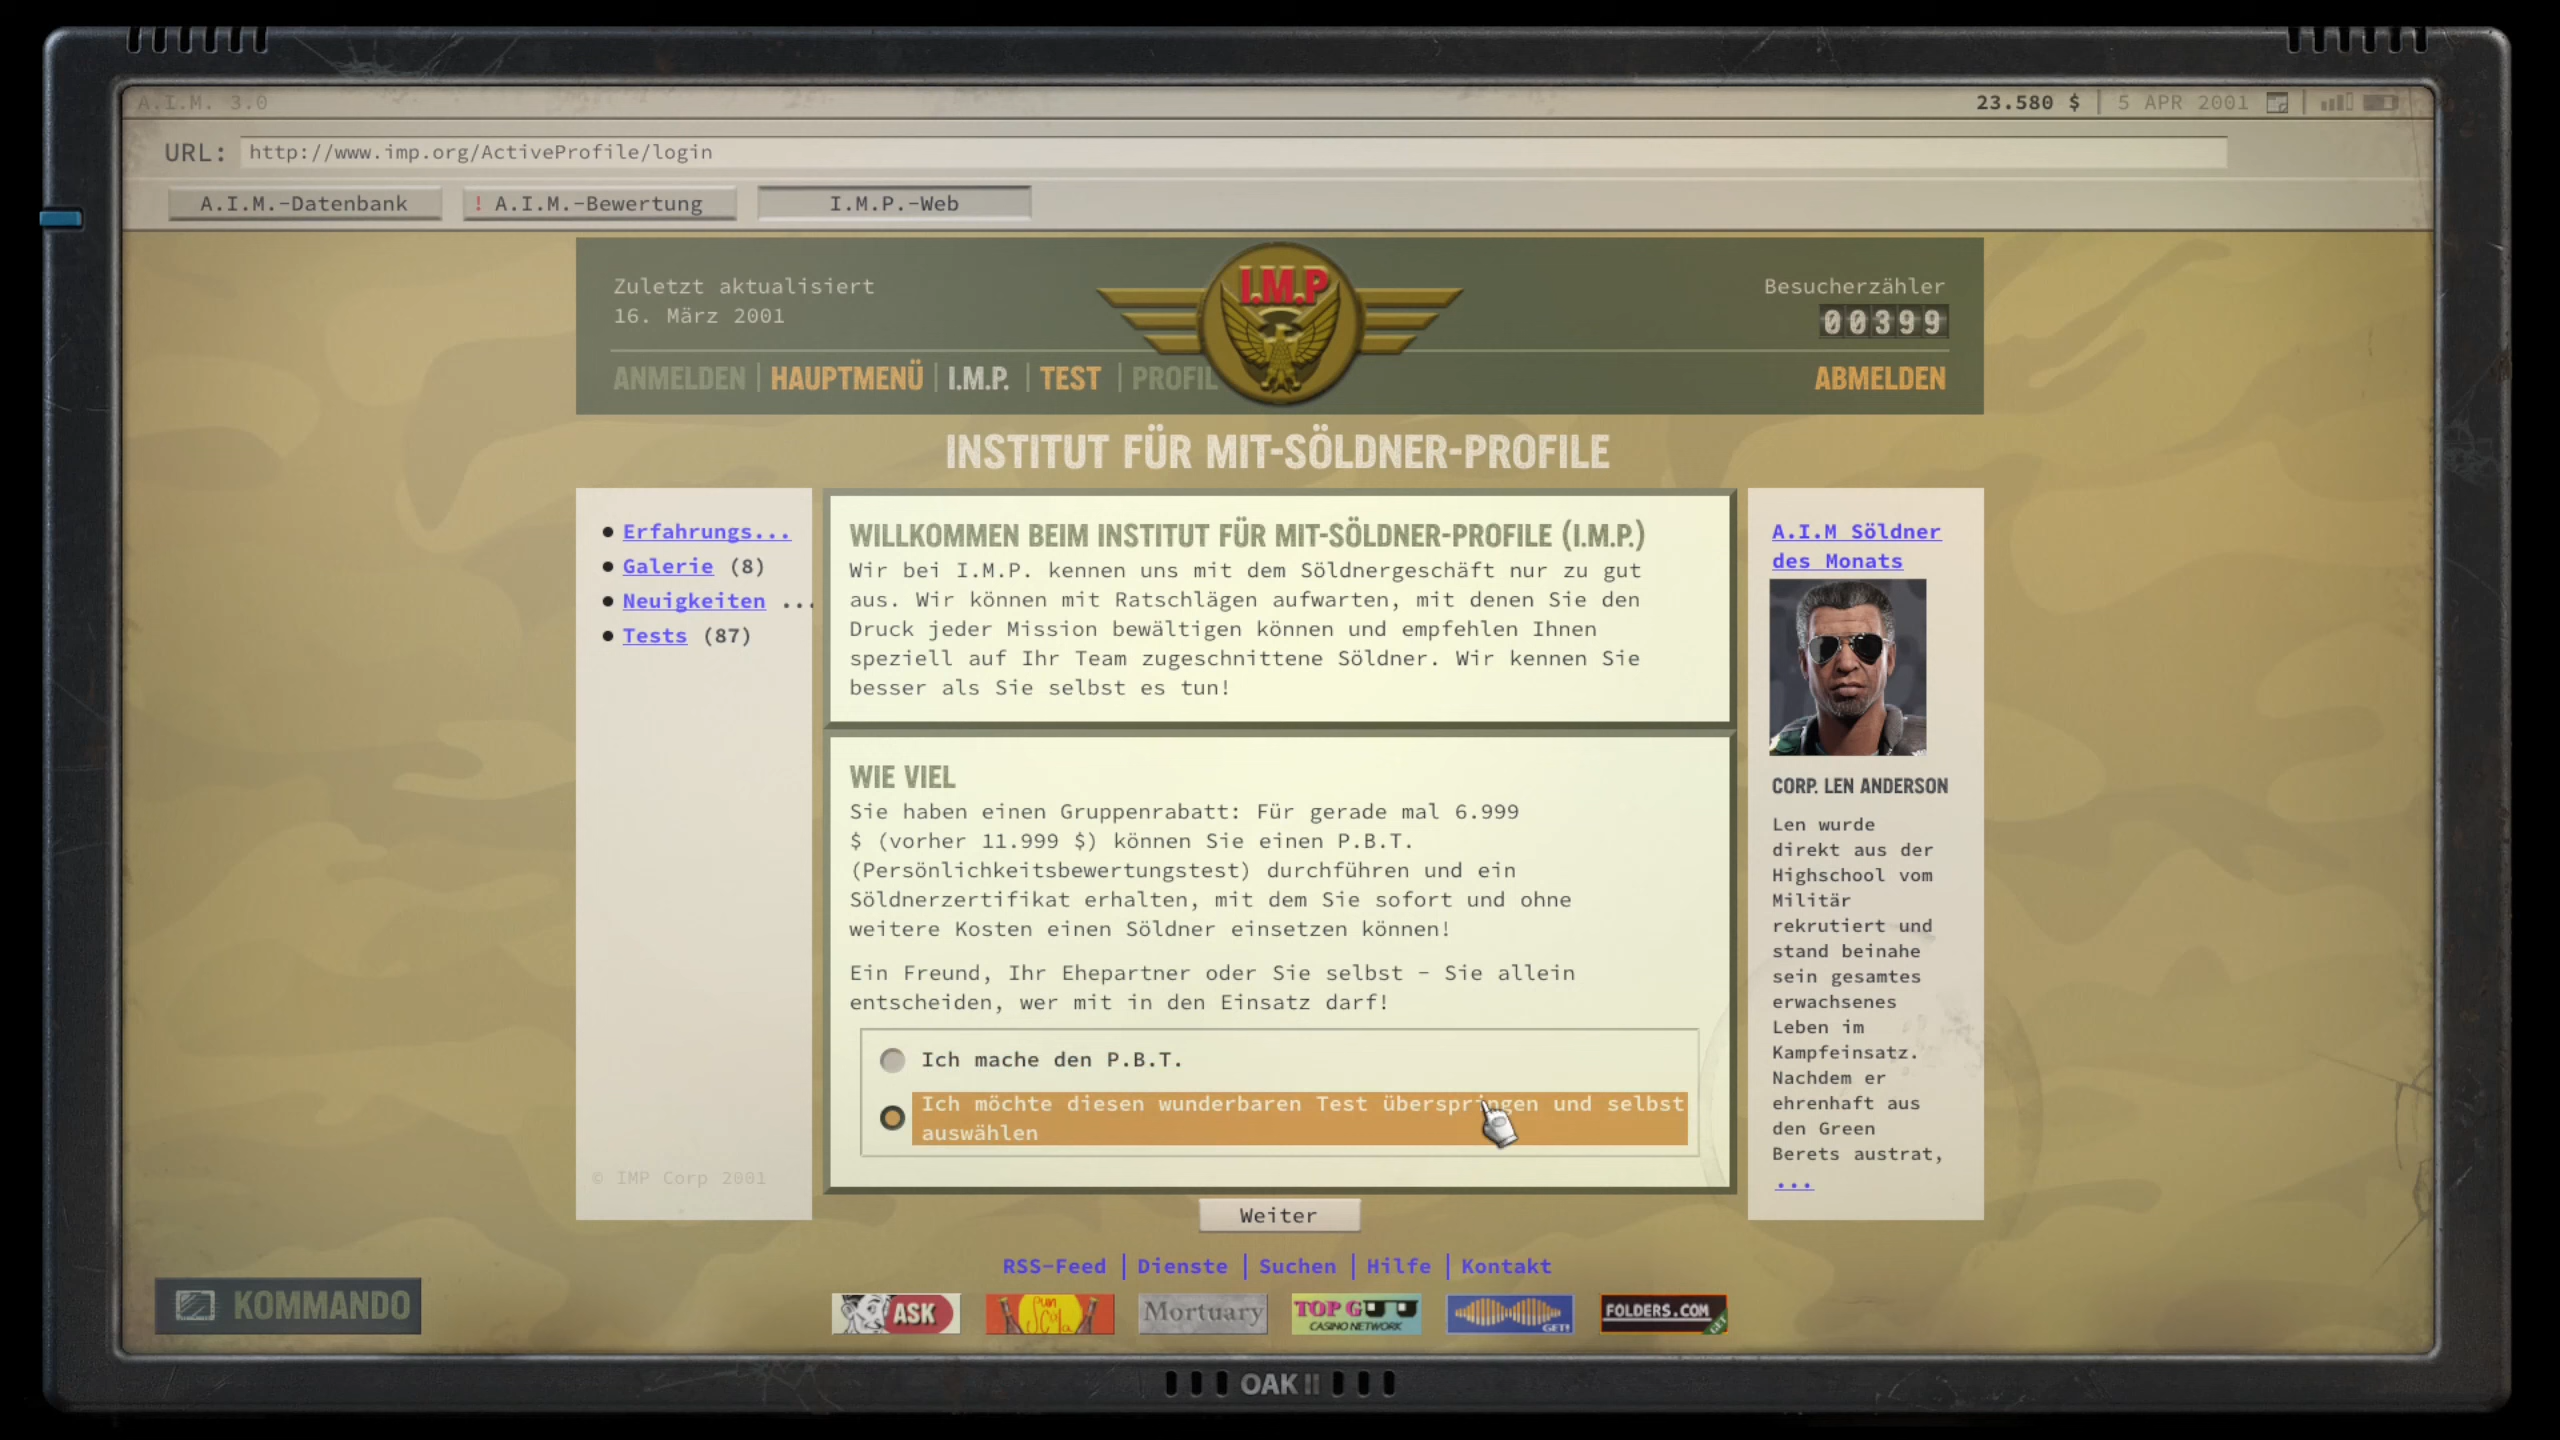 A.I.M. 3.0
23.580 $ | 5 APR 2001
URL: http://www.imp.org/ActiveProfile/login
A.I.M.-Datenbank
! A.I.M.-Bewertung
I.M.P.-Web
Zuletzt aktualisiert
16. März 2001
I.M.P
Besucherzähler
00399
ANMELDEN | HAUPTMENÜ | I.M.P. | TEST | PROFIL
ABMELDEN
INSTITUT FÜR MIT-SÖLDNER-PROFILE
Erfahrungs...
Galerie (8)
Neuigkeiten ...
Tests (87)
© IMP Corp 2001
WILLKOMMEN BEIM INSTITUT FÜR MIT-SÖLDNER-PROFILE (I.M.P.)
Wir bei I.M.P. kennen uns mit dem Söldnergeschäft nur zu gut
aus. Wir können mit Ratschlägen aufwarten, mit denen Sie den
Druck jeder Mission bewältigen können und empfehlen Ihnen
speziell auf Ihr Team zugeschnittene Söldner. Wir kennen Sie
besser als Sie selbst es tun!
WIE VIEL
Sie haben einen Gruppenrabatt: Für gerade mal 6.999
$ (vorher 11.999 $) können Sie einen P.B.T.
(Persönlichkeitsbewertungstest) durchführen und ein
Söldnerzertifikat erhalten, mit dem Sie sofort und ohne
weitere Kosten einen Söldner einsetzen können!
Ein Freund, Ihr Ehepartner oder Sie selbst - Sie allein
entscheiden, wer mit in den Einsatz darf!
Ich mache den P.B.T.
Ich möchte diesen wunderbaren Test überspringen und selbst
auswählen
Weiter
A.I.M Söldner
des Monats
CORP. LEN ANDERSON
Len wurde
direkt aus der
Highschool vom
Militär
rekrutiert und
stand beinahe
sein gesamtes
erwachsenes
Leben im
Kampfeinsatz.
Nachdem er
ehrenhaft aus
den Green
Berets austrat,
...
RSS-Feed | Dienste | Suchen | Hilfe | Kontakt
KOMMANDO
ASK
Sun Cola
Mortuary
TOP G
CASINO NETWORK
GET!
FOLDERS.COM
GET
OAK II